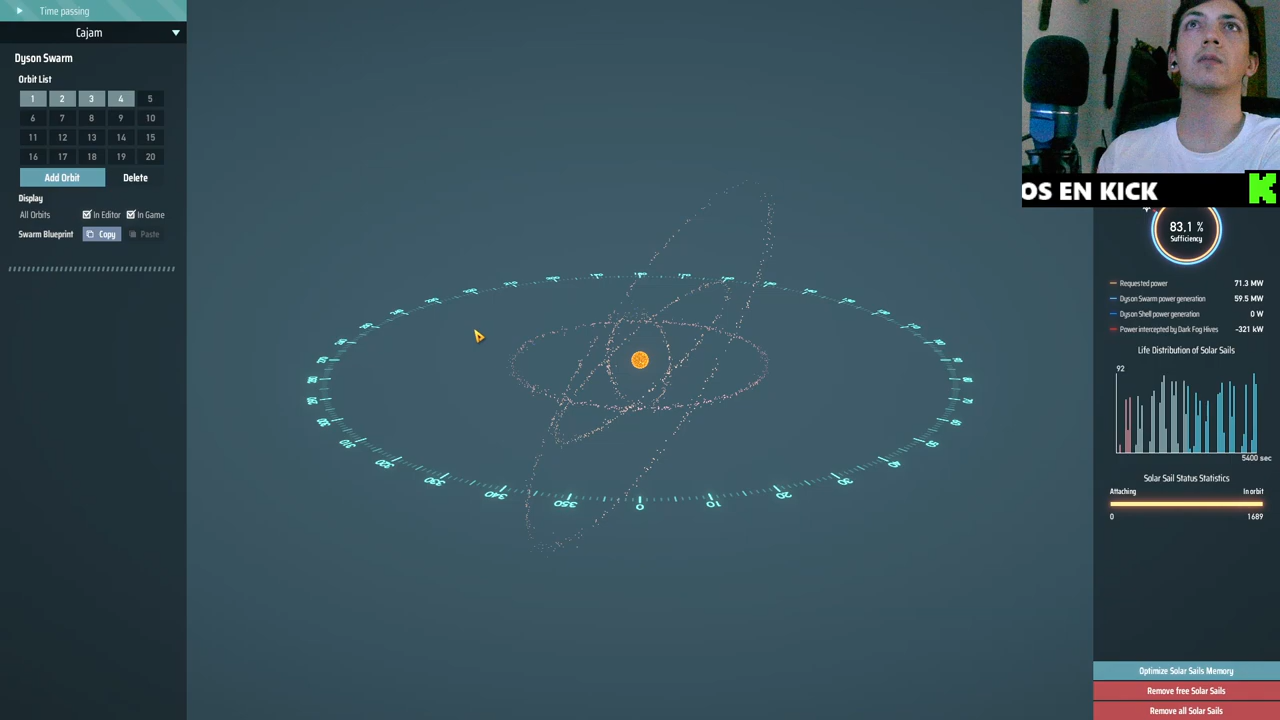 Time passing
Cajam
Dyson Swarm
Orbit List
1 2 3 4 5
6 7 8 9 10
11 12 13 14 15
16 17 18 19 20
Add Orbit Delete
Display
All Orbits In Editor In Game
Swarm Blueprint Copy Paste
350 0 10 20
OS EN KICK
K
83.1 %
Sufficiency
Requested power 71.3 MW
Dyson Swarm power generation 59.5 MW
Dyson Shell power generation 0 W
Power intercepted by Dark Fog Hives -321 kW
Life Distribution of Solar Sails
92
5400 sec
Solar Sail Status Statistics
Attaching In orbit
0 1689
Optimize Solar Sails Memory
Remove free Solar Sails
Remove all Solar Sails